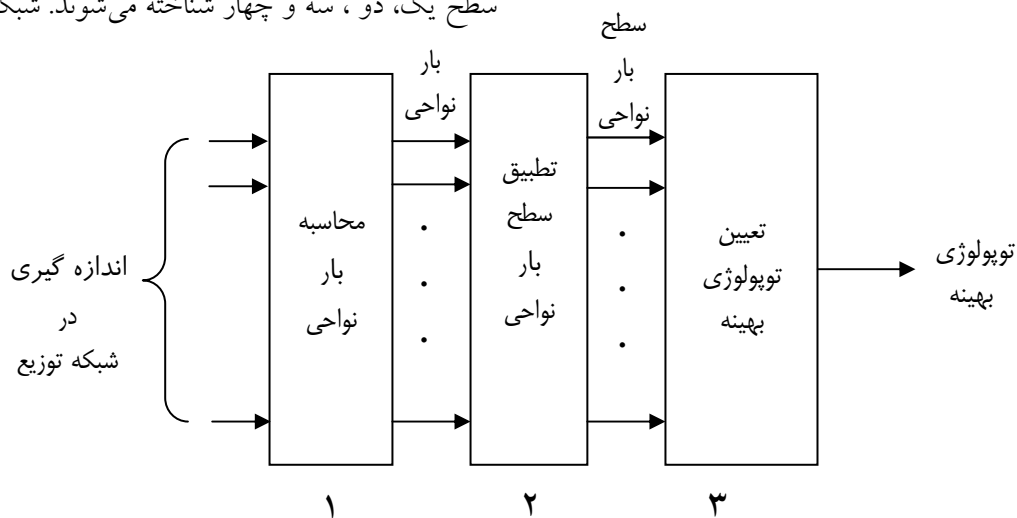 سطح یک، دو ، سه و چهار شناخته می‌شوند. شبک
سطح
بار
نواحی
بار
نواحی
اندازه گیری
در
شبکه توزیع
محاسبه
بار
نواحی
تطبیق
سطح
بار
نواحی
تعیین
توپولوژی
بهینه
توپولوژی
بهینه
۱
۲
۳